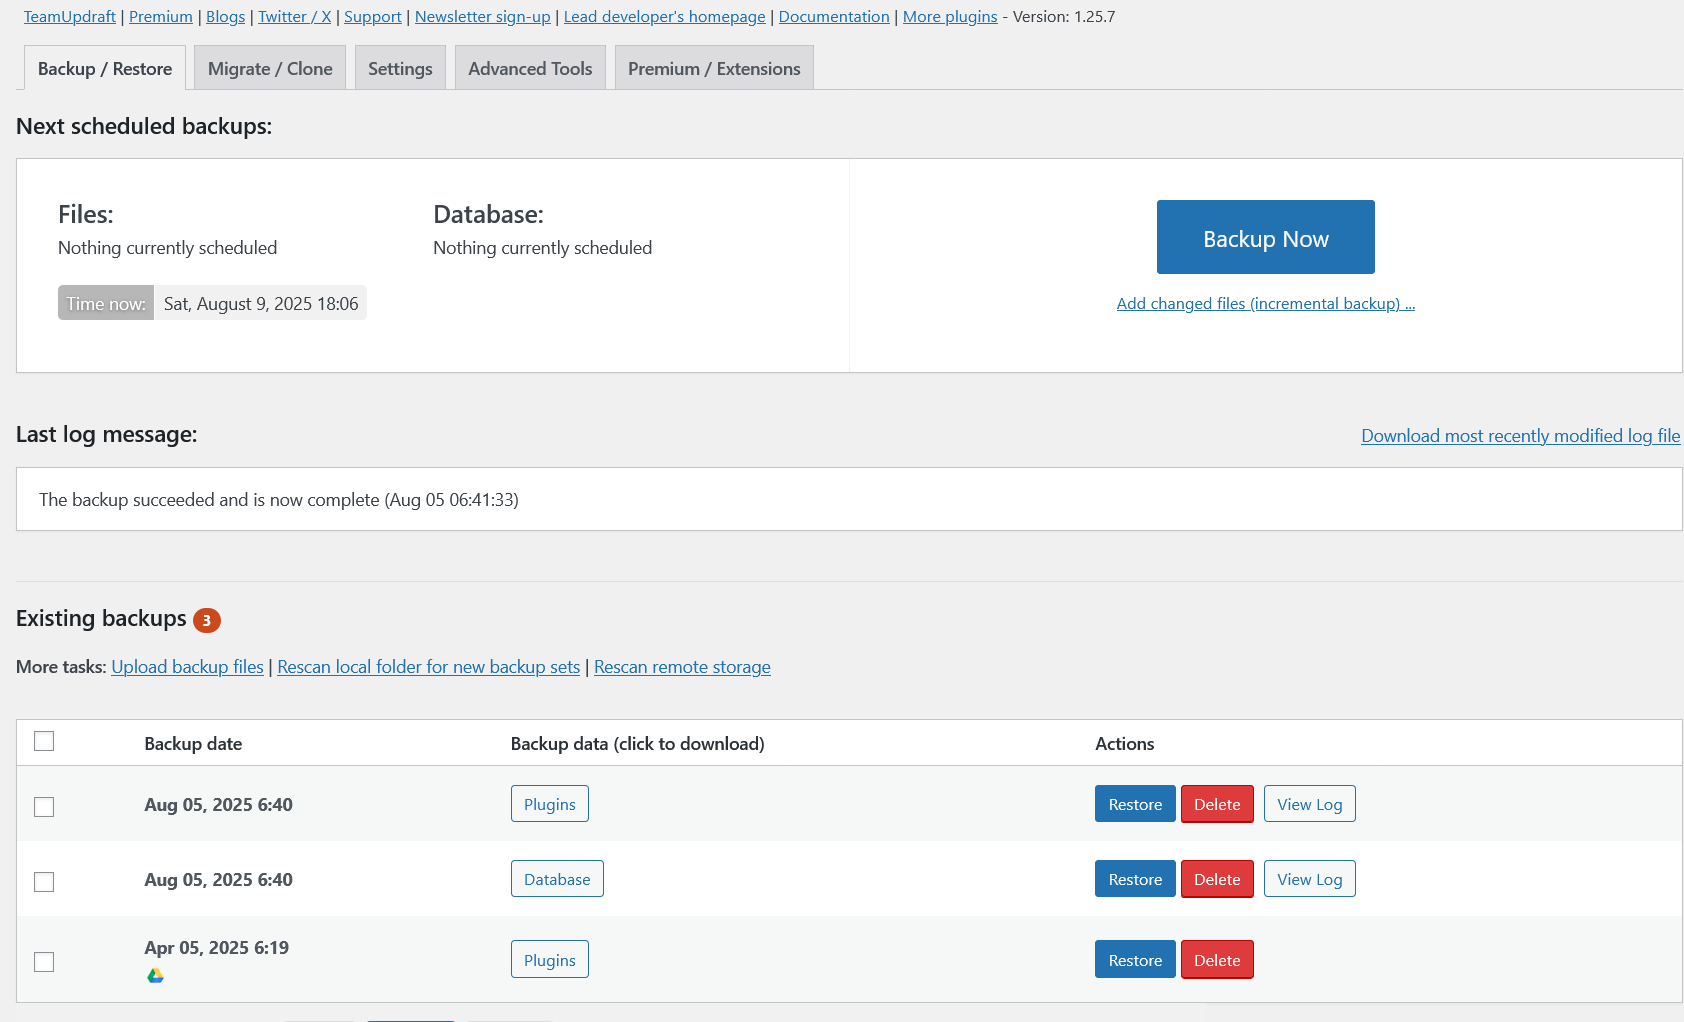 TeamUpdraft | Premium | Blogs | Twitter / X | Support | Newsletter sign-up | Lead developer's homepage | Documentation | More plugins - Version: 1.25.7
Backup / Restore Migrate / Clone Settings Advanced Tools Premium / Extensions
Next scheduled backups:
Files: Database:
Nothing currently scheduled Nothing currently scheduled
Backup Now
Time now: Sat, August 9, 2025 18:06
Add changed files (incremental backup) ...
Last log message: Download most recently modified log file
The backup succeeded and is now complete (Aug 05 06:41:33)
Existing backups 3
More tasks: Upload backup files | Rescan local folder for new backup sets | Rescan remote storage
Backup date Backup data (click to download) Actions
Aug 05, 2025 6:40 Plugins Restore Delete View Log
Aug 05, 2025 6:40 Database Restore Delete View Log
Apr 05, 2025 6:19 Plugins Restore Delete